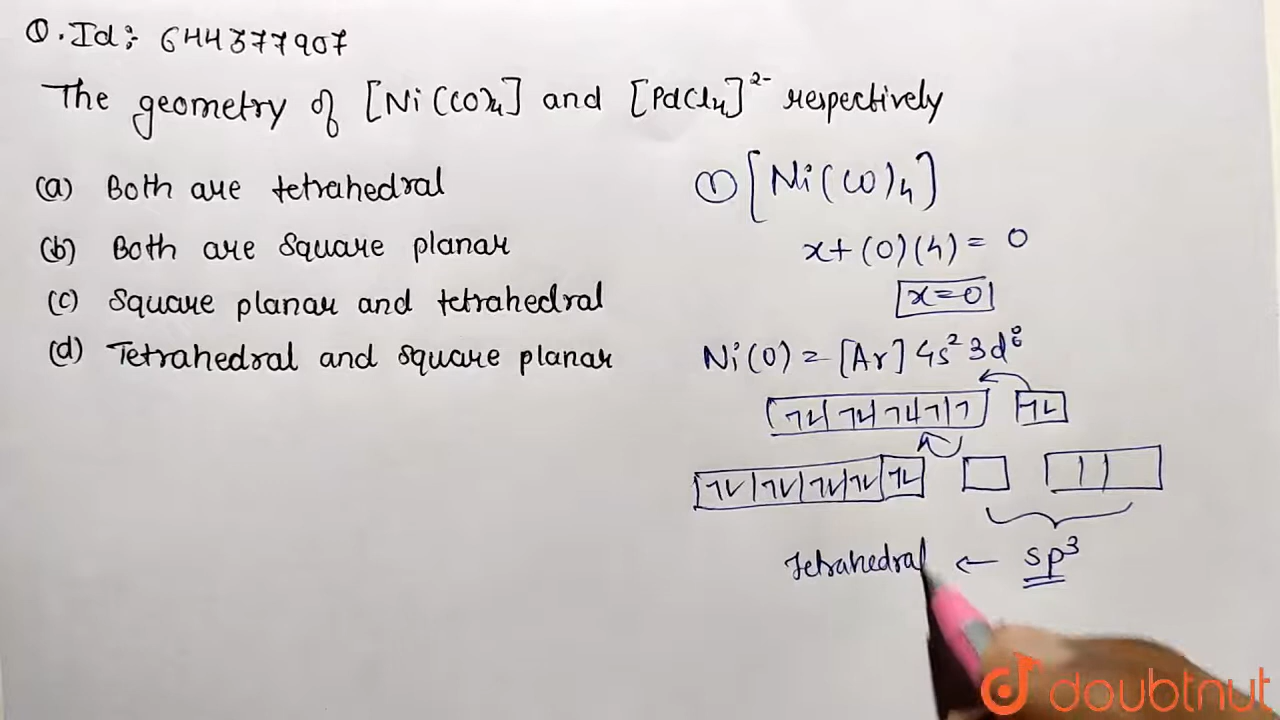 Q. Id: 644377907
The geometry of [Ni(CO)4] and [PdCl4]²⁻ respectively
(a) Both are tetrahedral
(b) Both are square planar
(c) Square planar and tetrahedral
(d) Tetrahedral and square planar
① [Ni(CO)4]
x+(0)(4)= 0
x=0
Ni(0) = [Ar] 4s² 3d⁸
Tetrahedral ← sp³
doubtnut